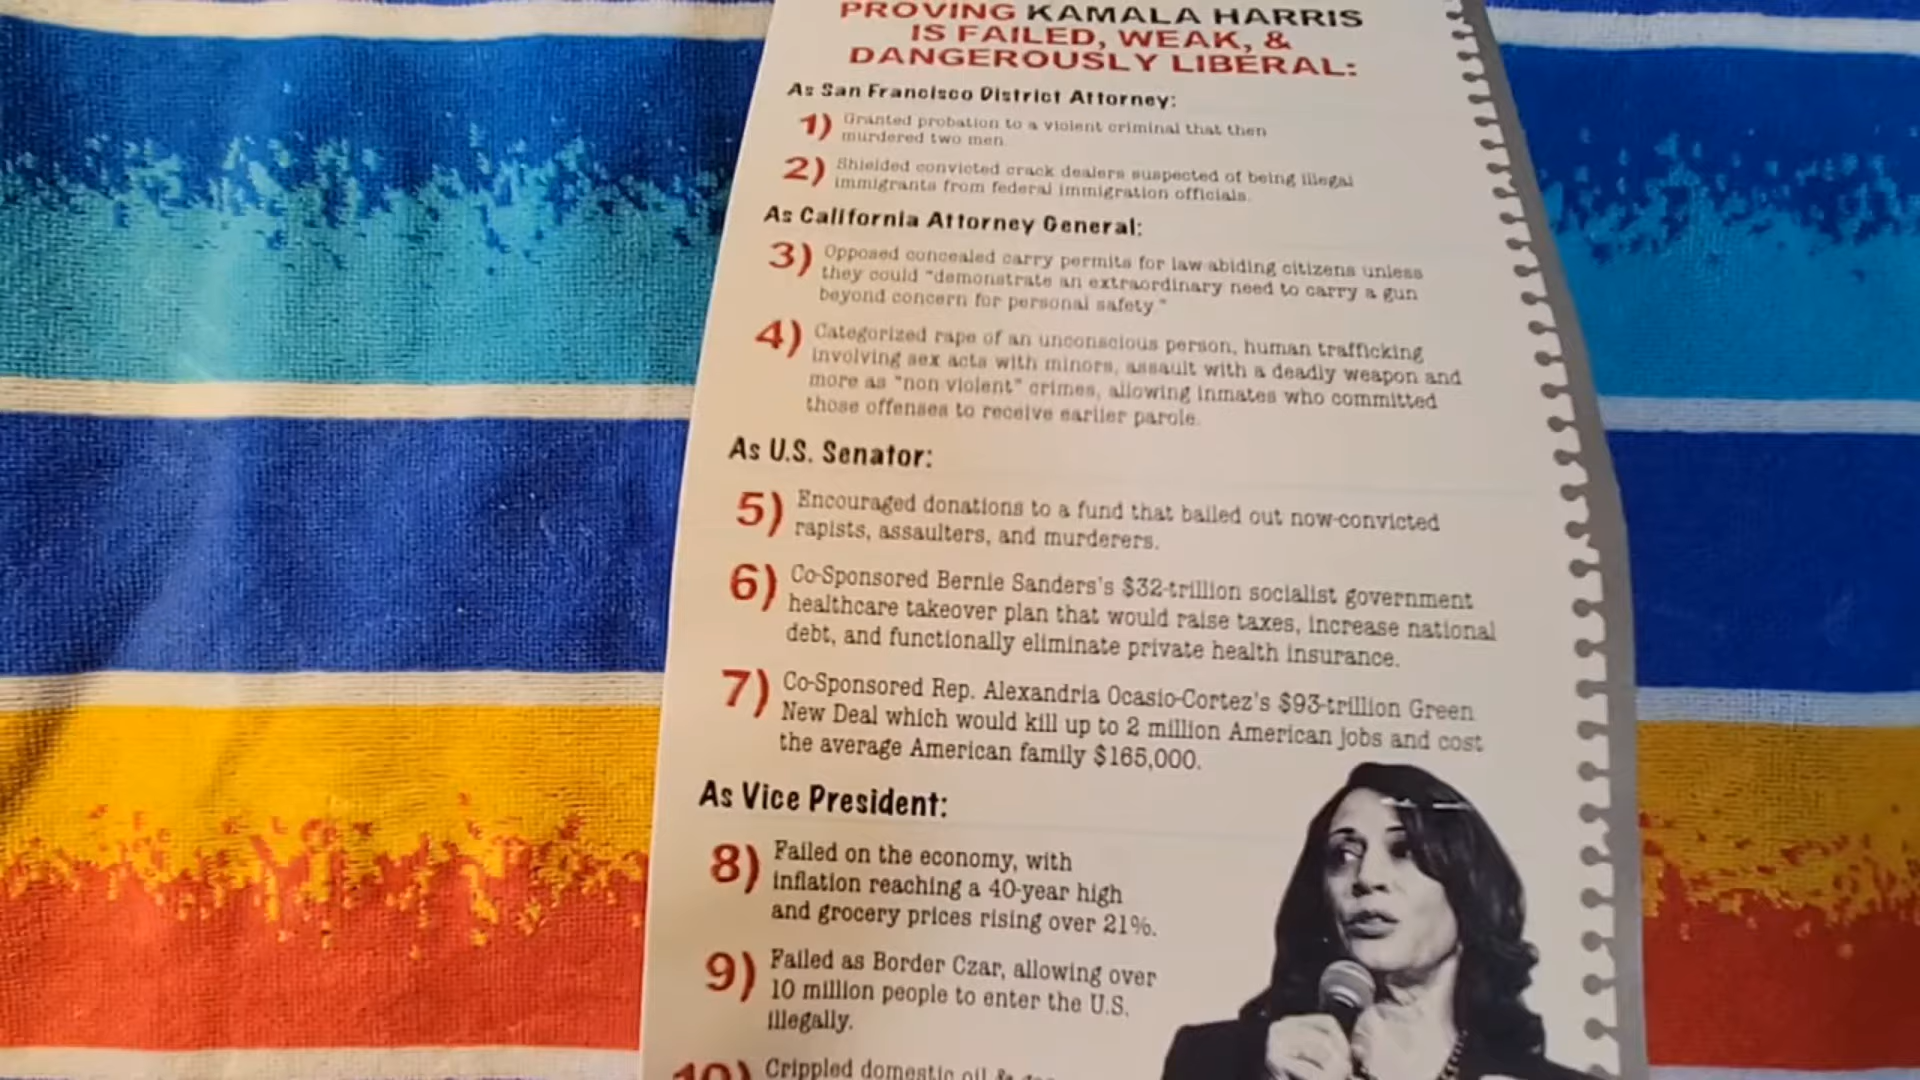 PROVING KAMALA HARRIS
IS FAILED, WEAK, &
DANGEROUSLY LIBERAL:
As San Francisco District Attorney:
1) Granted probation to a violent criminal that then
murdered two men.
2) Shielded convicted crack dealers suspected of being illegal
immigrants from federal immigration officials.
As California Attorney General:
3) Opposed concealed carry permits for law abiding citizens unless
they could "demonstrate an extraordinary need to carry a gun
beyond concern for personal safety."
4) Categorized rape of an unconscious person, human trafficking
involving sex acts with minors, assault with a deadly weapon and
more as "non violent" crimes, allowing inmates who committed
those offenses to receive earlier parole.
As U.S. Senator:
5) Encouraged donations to a fund that bailed out now-convicted
rapists, assaulters, and murderers.
6) Co-Sponsored Bernie Sanders's $32-trillion socialist government
healthcare takeover plan that would raise taxes, increase national
debt, and functionally eliminate private health insurance.
7) Co-Sponsored Rep. Alexandria Ocasio-Cortez's $93-trillion Green
New Deal which would kill up to 2 million American jobs and cost
the average American family $165,000.
As Vice President:
8) Failed on the economy, with
inflation reaching a 40-year high
and grocery prices rising over 21%.
9) Failed as Border Czar, allowing over
10 million people to enter the U.S.
illegally.
10) Crippled domestic oil &